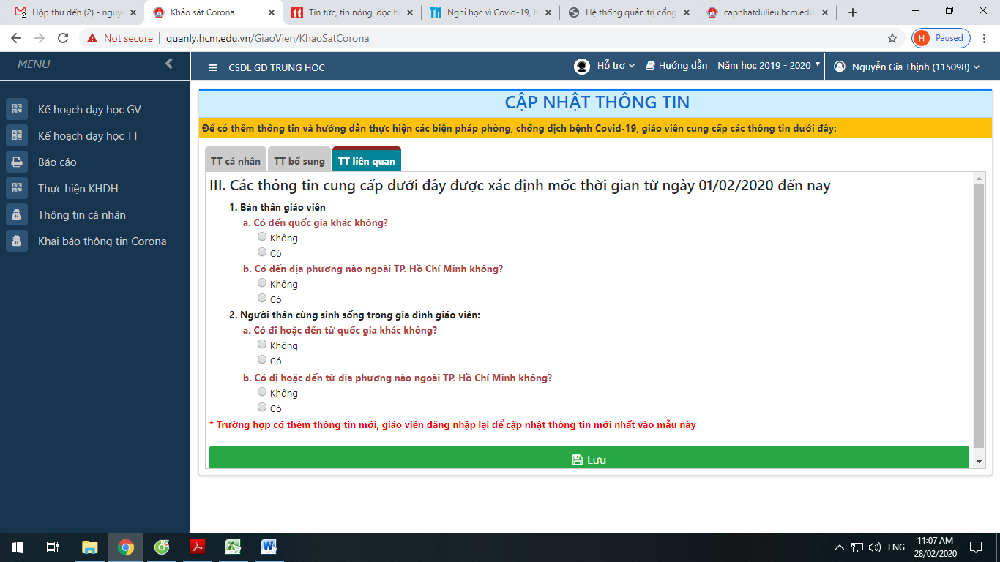 Hộp thư đến (2) - nguye
Khảo sát Corona
Tin tức, tin nóng, đọc b
Nghỉ học vì Covid-19, h
Hệ thống quản trị cổng
capnhatdulieu.hcm.edu.
Not secure
quanly.hcm.edu.vn/GiaoVien/KhaoSatCorona
H Paused
MENU
CSDL GD TRUNG HỌC
Hỗ trợ
Hướng dẫn
Năm học 2019 - 2020
Nguyễn Gia Thịnh (115098)
Kế hoạch dạy học GV
Kế hoạch dạy học TT
Báo cáo
Thực hiện KHDH
Thông tin cá nhân
Khai báo thông tin Corona
CẬP NHẬT THÔNG TIN
Để có thêm thông tin và hướng dẫn thực hiện các biện pháp phòng, chống dịch bệnh Covid-19, giáo viên cung cấp các thông tin dưới đây:
TT cá nhân
TT bổ sung
TT liên quan
III. Các thông tin cung cấp dưới đây được xác định mốc thời gian từ ngày 01/02/2020 đến nay
1. Bản thân giáo viên
a. Có đến quốc gia khác không?
Không
Có
b. Có đến địa phương nào ngoài TP. Hồ Chí Minh không?
Không
Có
2. Người thân cùng sinh sống trong gia đình giáo viên:
a. Có đi hoặc đến từ quốc gia khác không?
Không
Có
b. Có đi hoặc đến từ địa phương nào ngoài TP. Hồ Chí Minh không?
Không
Có
* Trường hợp có thêm thông tin mới, giáo viên đăng nhập lại để cập nhật thông tin mới nhất vào mẫu này
Lưu
ENG
11:07 AM
28/02/2020